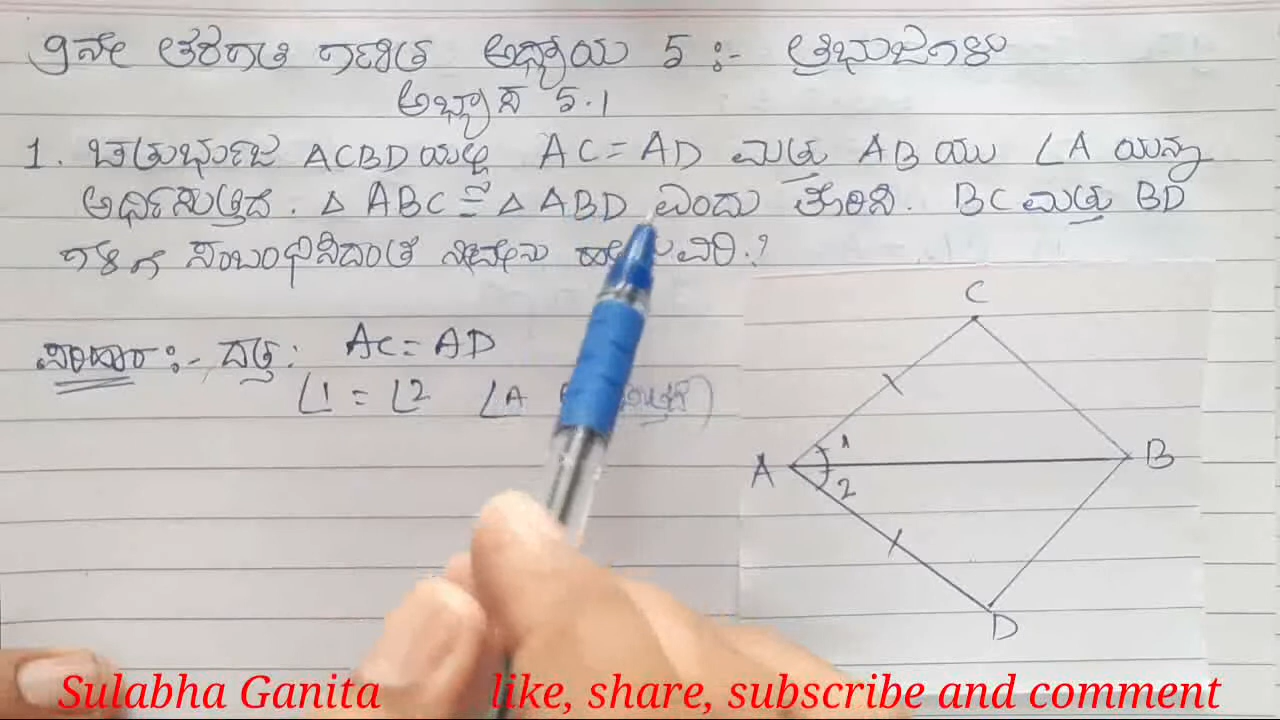 9ನೇ ತರಗತಿ ಗಣಿತ ಅಧ್ಯಾಯ 5 :- ತ್ರಿಭುಜಗಳು
ಅಭ್ಯಾಸ 5.1
1. ಚತುರ್ಭುಜ ACBD ಯಲ್ಲಿ AC = AD ಮತ್ತು AB ಯು ∠A ಯನ್ನು
ಅರ್ಧಿಸುತ್ತದೆ. △ ABC ≅ △ ABD ಎಂದು ತೋರಿಸಿ. BC ಮತ್ತು BD
ಗಳಿಗೆ ಸಂಬಂಧಿಸಿದಂತೆ ನೀವೇನು ?
ಪರಿಹಾರ :- ದತ್ತ : AC = AD
∠1 = ∠2 ∠A
C
A
1
2
B
D
Sulabha Ganita like, share, subscribe and comment